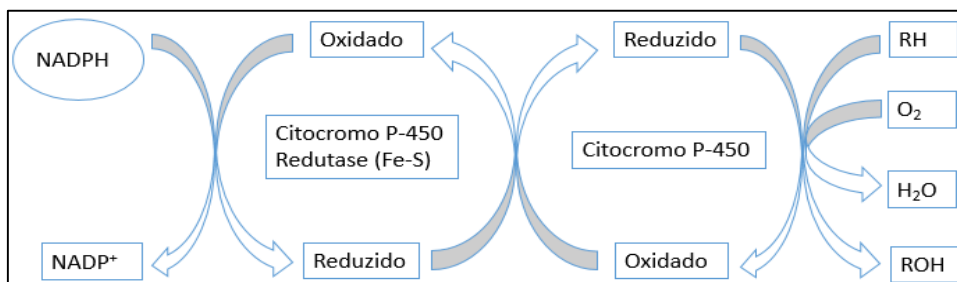 NADPH
Oxidado
Reduzido
RH
O₂
Citocromo P-450
Redutase (Fe-S)
Citocromo P-450
H₂O
NADP⁺
Reduzido
Oxidado
ROH